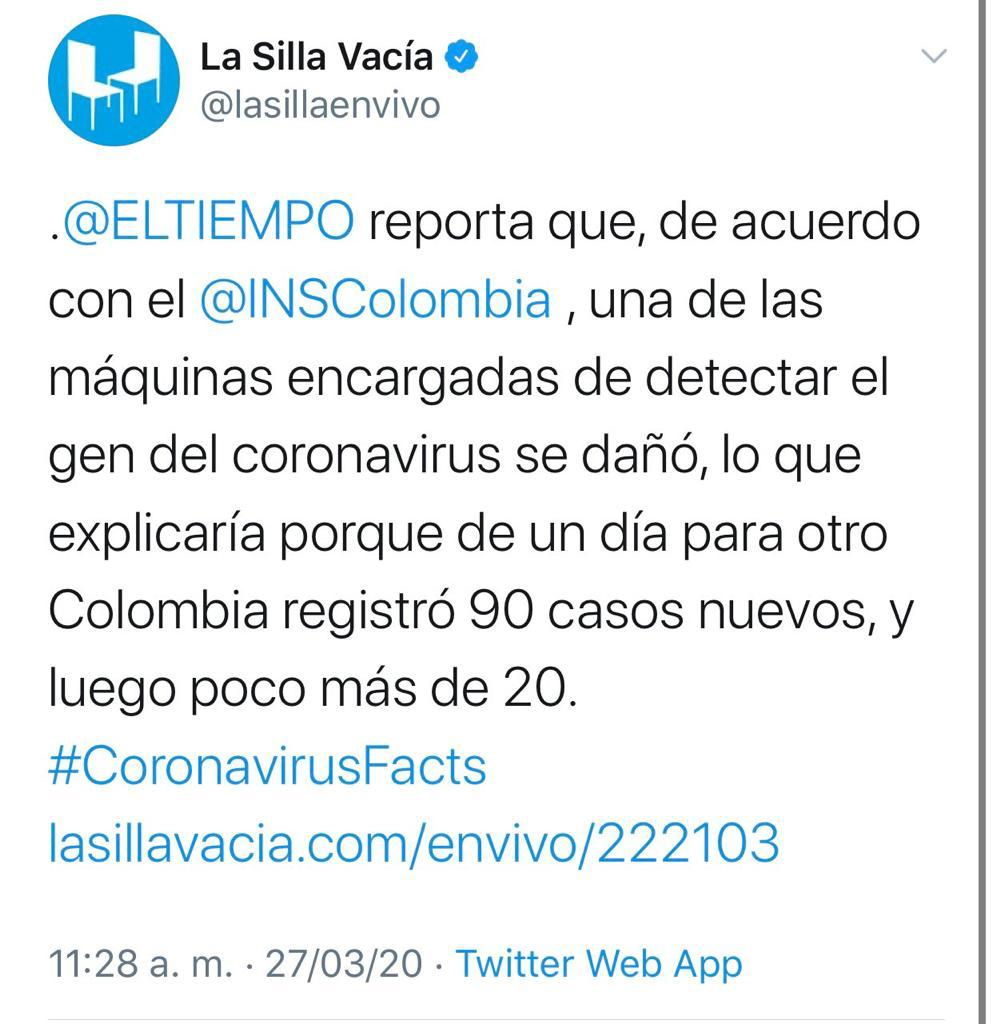 La Silla Vacía
@lasillaenvivo
.@ELTIEMPO reporta que, de acuerdo
con el @INSColombia , una de las
máquinas encargadas de detectar el
gen del coronavirus se dañó, lo que
explicaría porque de un día para otro
Colombia registró 90 casos nuevos, y
luego poco más de 20.
#CoronavirusFacts
lasillavacia.com/envivo/222103
11:28 a. m. · 27/03/20 · Twitter Web App